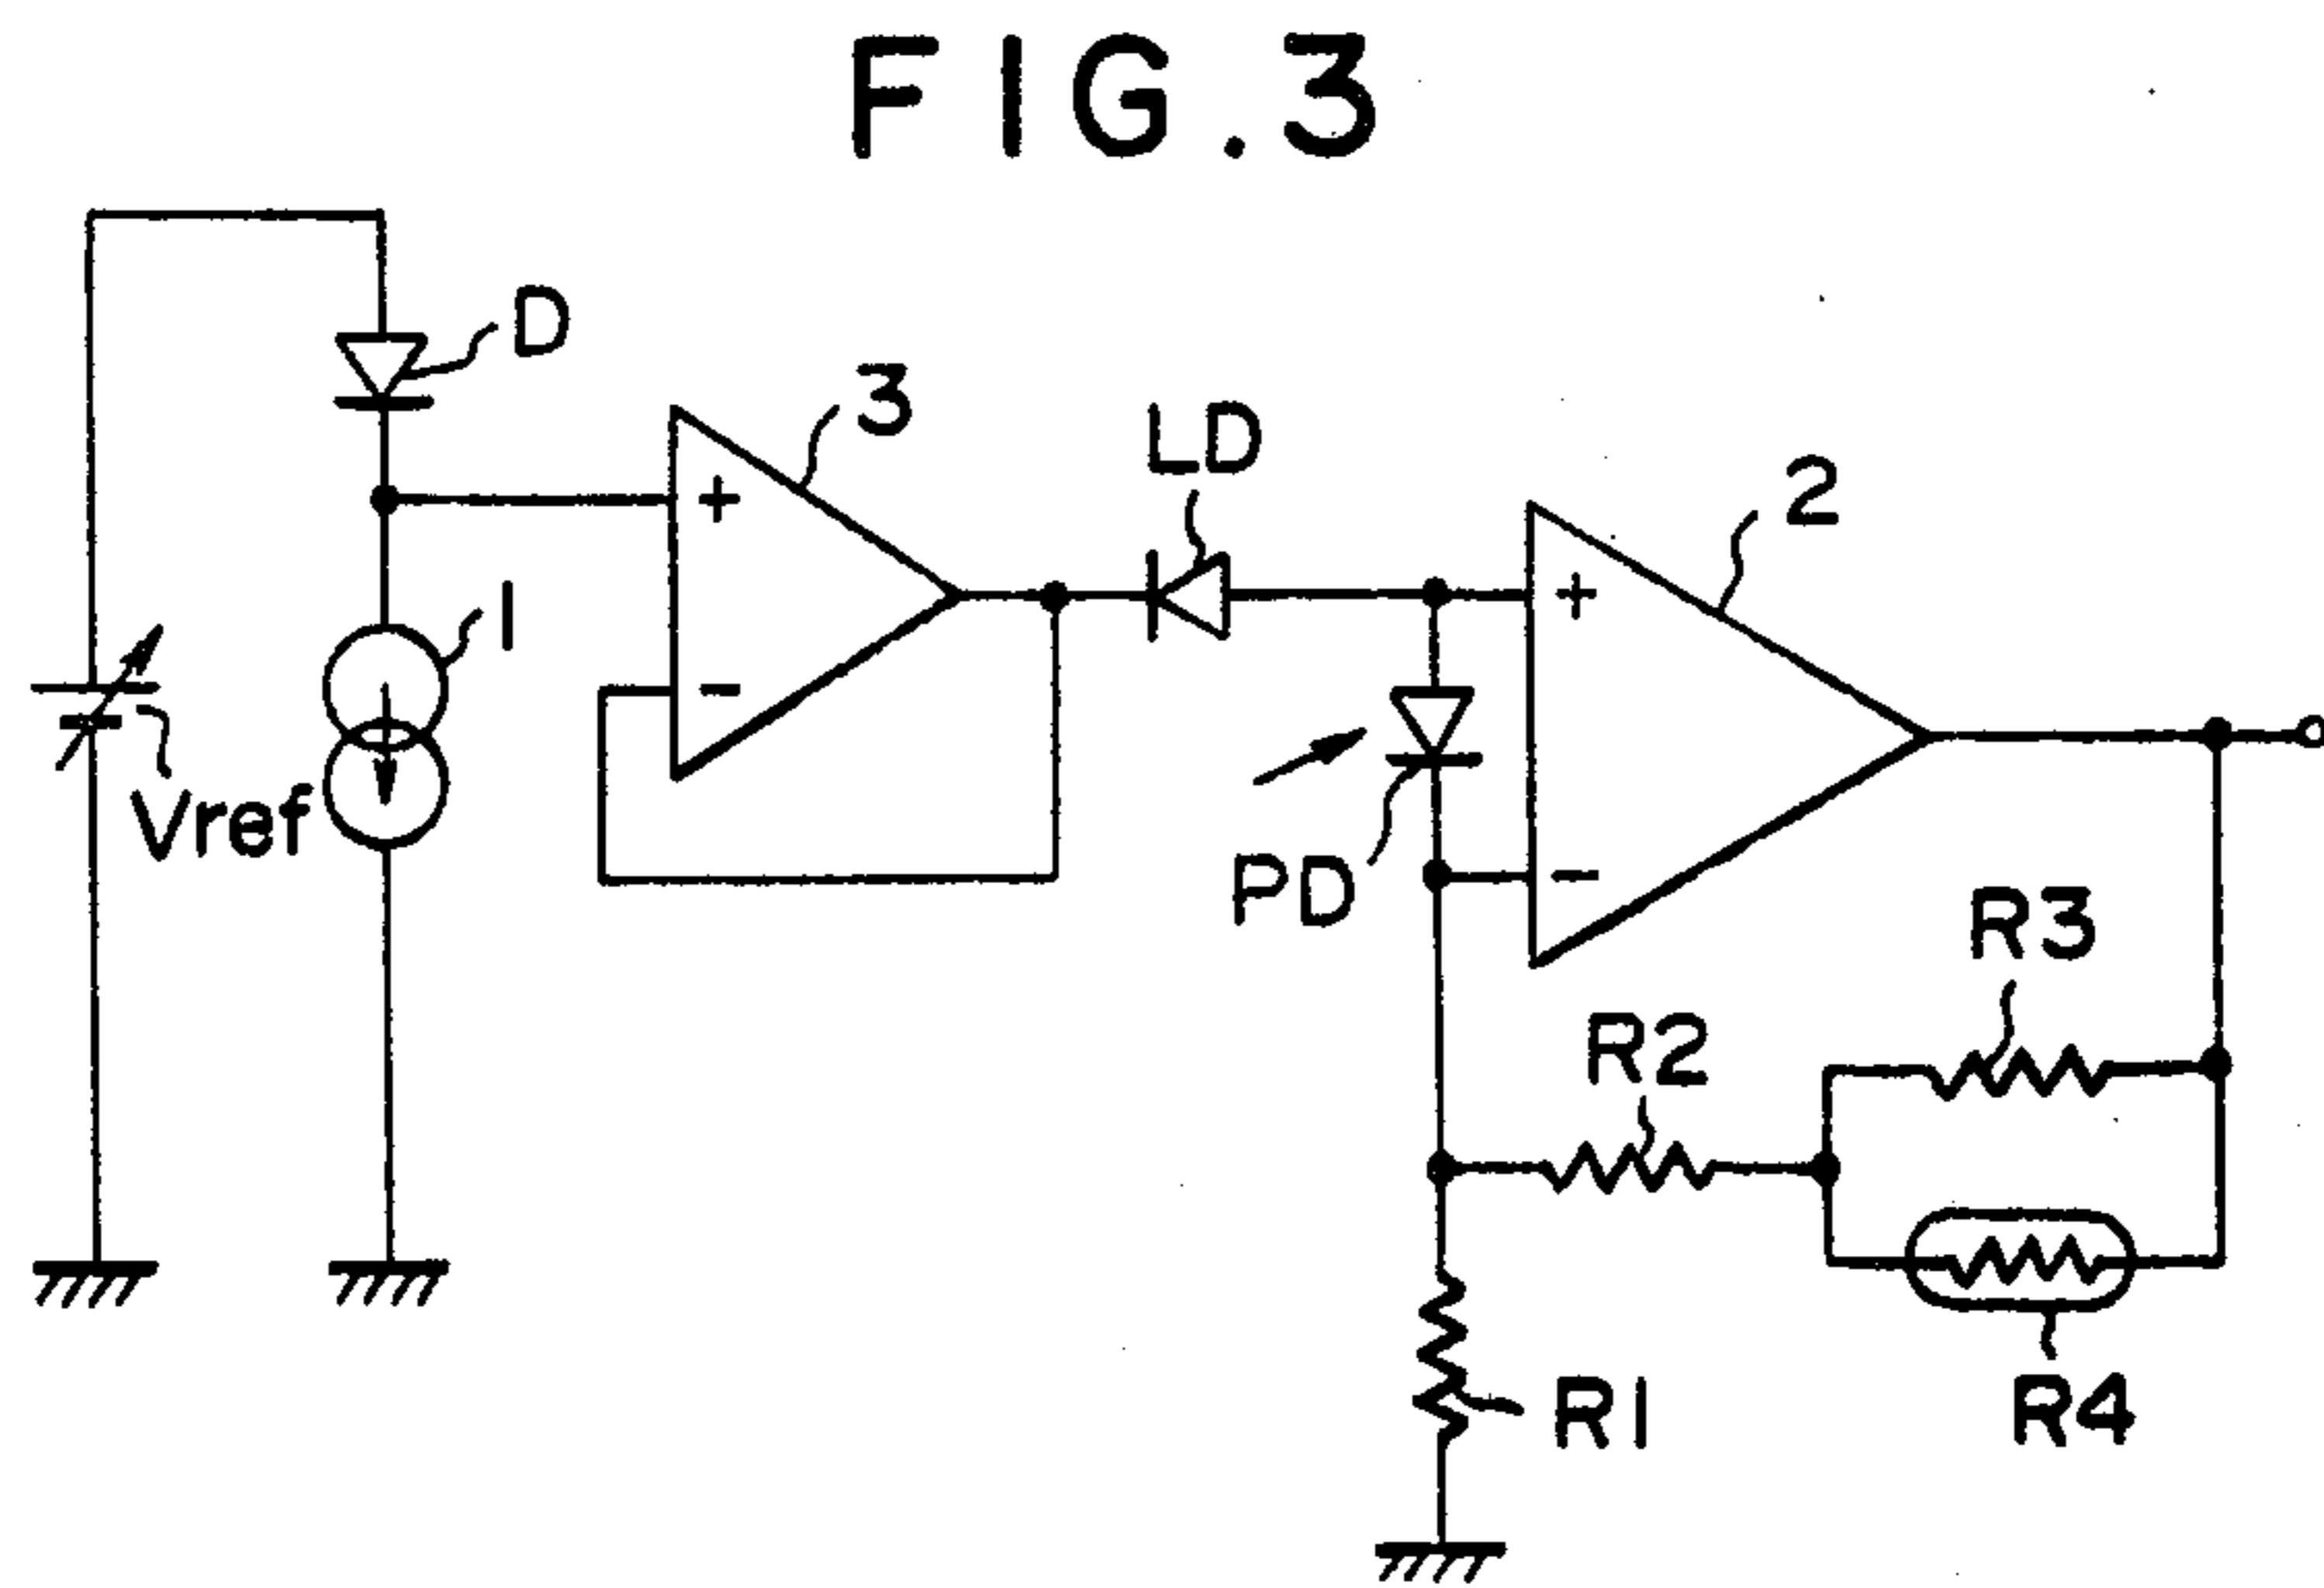 FIG.3
D
3
LD
2
1
+
+
-
Vref
PD
-
R3
R2
R1
R4